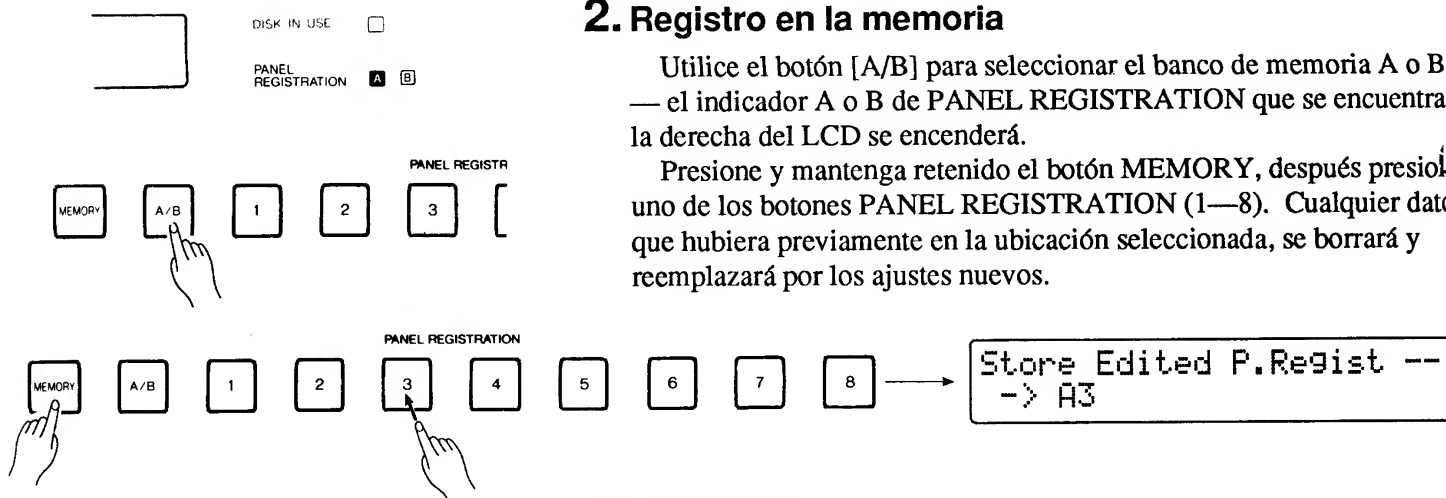 DISK IN USE
PANEL
REGISTRATION A B
PANEL REGISTR
MEMORY A/B 1 2 3
2. Registro en la memoria
Utilice el botón [A/B] para seleccionar el banco de memoria A o B
— el indicador A o B de PANEL REGISTRATION que se encuentra
la derecha del LCD se encenderá.
Presione y mantenga retenido el botón MEMORY, después
uno de los botones PANEL REGISTRATION (1—8). Cualquier dato
que hubiera previamente en la ubicación seleccionada, se borrará y
reemplazará por los ajustes nuevos.
PANEL REGISTRATION
MEMORY A/B 1 2 3 4 5 6 7 8
Store Edited P.Regist --
-> A3